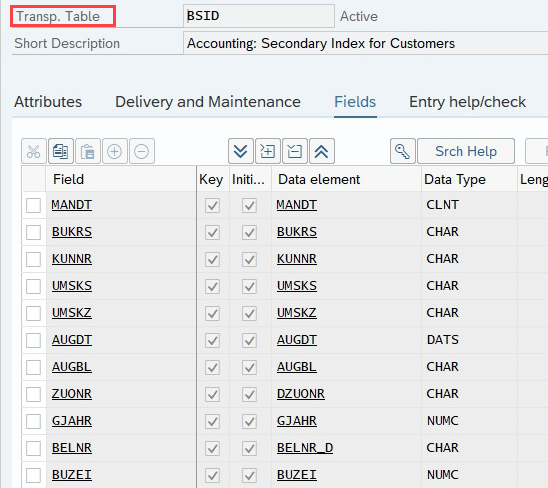 Transp. Table BSID Active
Short Description Accounting: Secondary Index for Customers
Attributes Delivery and Maintenance Fields Entry help/check
Srch Help
Field Key Initi... Data element Data Type Leng
MANDT MANDT CLNT
BUKRS BUKRS CHAR
KUNNR KUNNR CHAR
UMSKS UMSKS CHAR
UMSKZ UMSKZ CHAR
AUGDT AUGDT DATS
AUGBL AUGBL CHAR
ZUONR DZUONR CHAR
GJAHR GJAHR NUMC
BELNR BELNR_D CHAR
BUZEI BUZEI NUMC